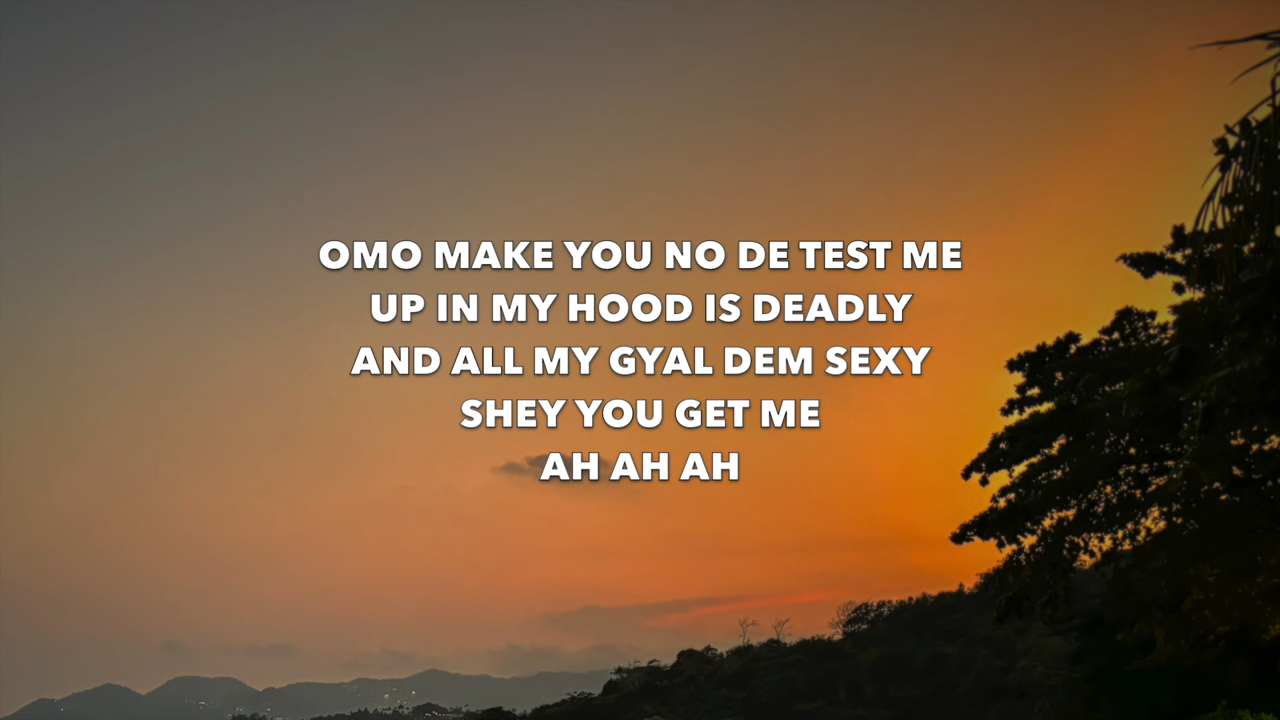 OMO MAKE YOU NO DE TEST ME
UP IN MY HOOD IS DEADLY
AND ALL MY GYAL DEM SEXY
SHEY YOU GET ME
AH AH AH